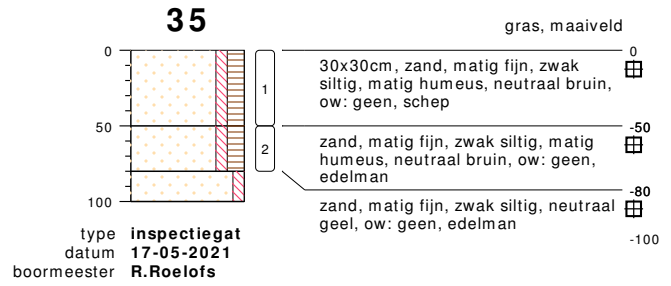 35
gras, maaiveld
0
0
30x30cm, zand, matig fijn, zwak
siltig, matig humeus, neutraal bruin,
ow: geen, schep
1
50
-50
zand, matig fijn, zwak siltig, matig
humeus, neutraal bruin, ow: geen,
edelman
2
-80
zand, matig fijn, zwak siltig, neutraal
geel, ow: geen, edelman
100
-100
type inspectiegat
datum 17-05-2021
boormeester R.Roelofs